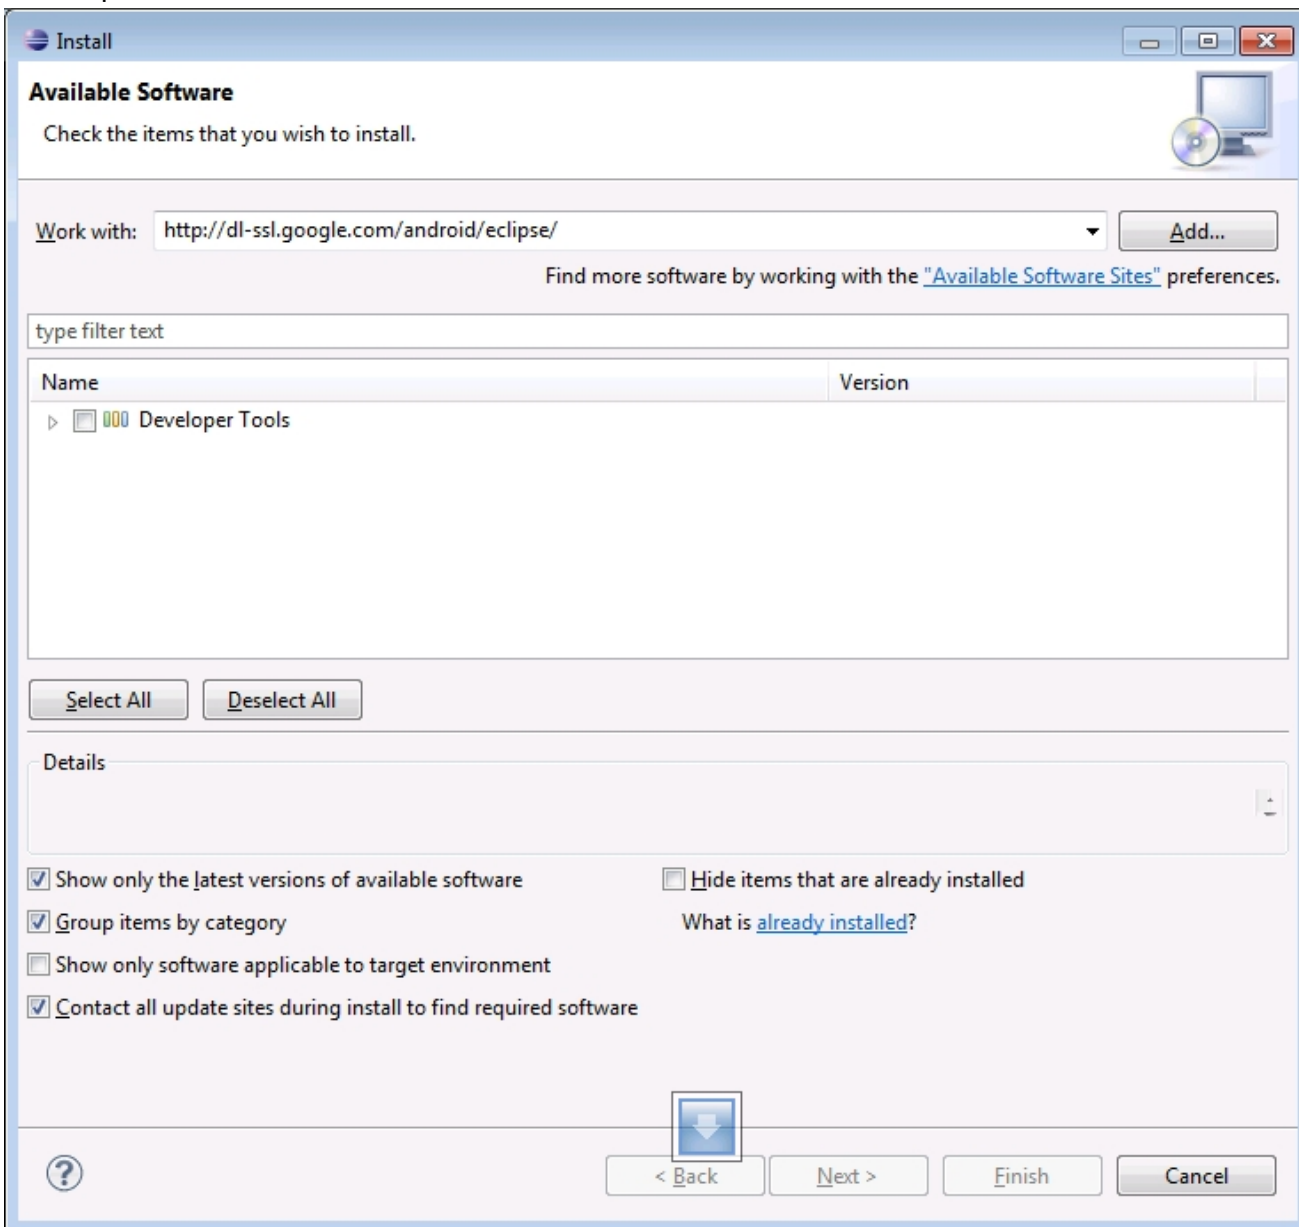 Install
Available Software
Check the items that you wish to install.
Work with: http://dl-ssl.google.com/android/eclipse/ Add...
Find more software by working with the "Available Software Sites" preferences.
type filter text
Name Version
Developer Tools
Select All Deselect All
Details
Show only the latest versions of available software Hide items that are already installed
Group items by category What is already installed?
Show only software applicable to target environment
Contact all update sites during install to find required software
? < Back Next > Finish Cancel